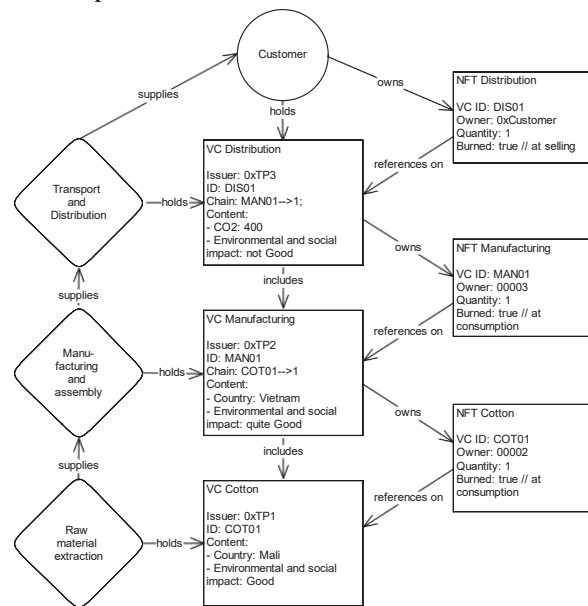 Customer
supplies
owns
holds
NFT Distribution
VC ID: DIS01
Owner: 0xCustomer
Quantity: 1
Burned: true // at selling
VC Distribution
Issuer: 0xTP3
ID: DIS01
Chain: MAN01-->1;
Content:
- CO2: 400
- Environmental and social
impact: not Good
references on
Transport
and
Distribution
holds
owns
NFT Manufacturing
VC ID: MAN01
Owner: 00003
Quantity: 1
Burned: true // at
consumption
supplies
includes
VC Manufacturing
Issuer: 0xTP2
ID: MAN01
Chain: COT01-->1
Content:
- Country: Vietnam
- Environmental and social
impact: quite Good
references on
Manu-
facturing
and
assembly
holds
owns
NFT Cotton
VC ID: COT01
Owner: 00002
Quantity: 1
Burned: true // at
consumption
supplies
includes
VC Cotton
Issuer: 0xTP1
ID: COT01
Content:
- Country: Mali
- Environmental and social
impact: Good
references on
Raw
material
extraction
holds